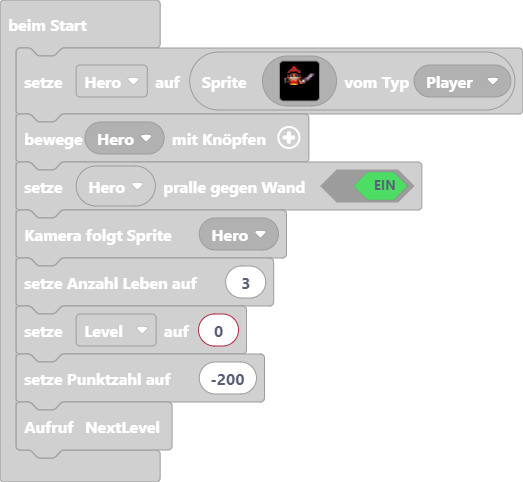 beim Start
setze Hero auf Sprite vom Typ Player
bewege Hero mit Knöpfen
setze Hero pralle gegen Wand EIN
Kamera folgt Sprite Hero
setze Anzahl Leben auf 3
setze Level auf 0
setze Punktzahl auf -200
Aufruf NextLevel